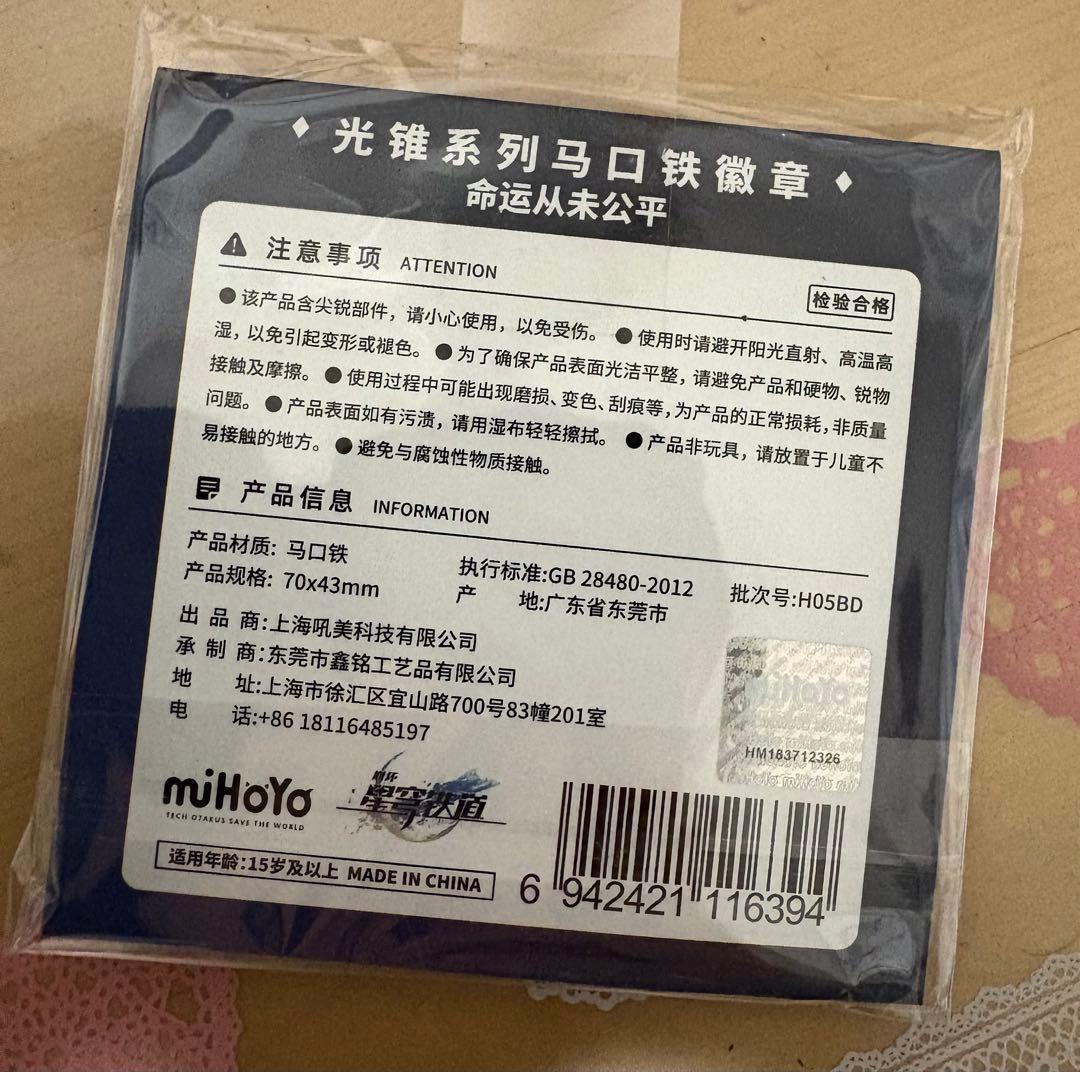 光锥系列马口铁徽章
命运从未公平
注意事项 ATTENTION
检验合格
●该产品含尖锐部件，请小心使用，以免受伤。●使用时请避开阳光直射、高温高
湿，以免引起变形或褪色。●为了确保产品表面光洁平整，请避免产品和硬物、锐物
接触及摩擦。●使用过程中可能出现磨损、变色、刮痕等，为产品的正常损耗，非质量
问题。●产品表面如有污渍，请用湿布轻轻擦拭。●产品非玩具，请放置于儿童不
易接触的地方。●避免与腐蚀性物质接触。
产品信息 INFORMATION
产品材质: 马口铁
产品规格: 70x43mm
执行标准:GB 28480-2012
产 地:广东省东莞市
批次号:H05BD
出品商:上海吼美科技有限公司
承制商:东莞市鑫铭工艺品有限公司
地 址:上海市徐汇区宜山路700号83幢201室
电 话:+86 18116485197
HM183712326
miHoYo
TECH OTAKUS SAVE THE WORLD
崩坏
星穹铁道
适用年龄:15岁及以上 MADE IN CHINA
6 942421 116394